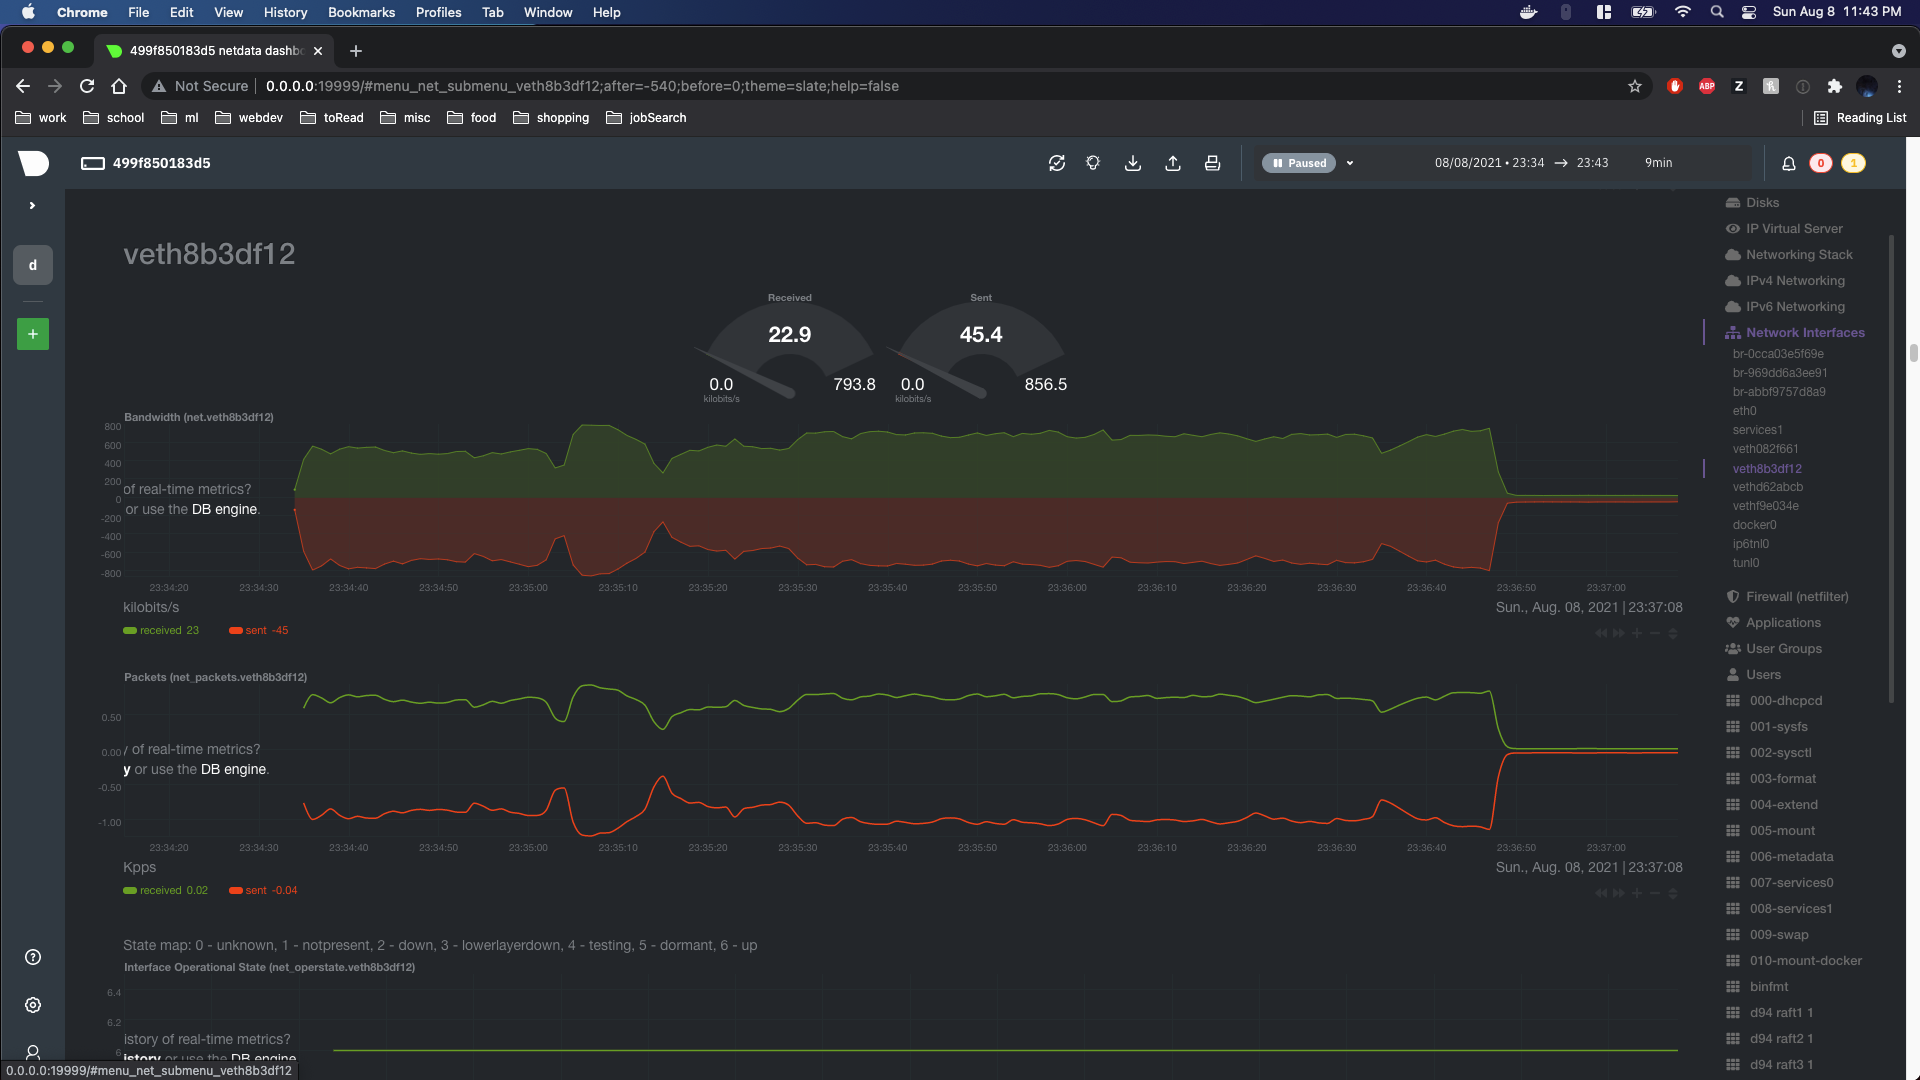 Chrome File Edit View History Bookmarks Profiles Tab Window Help Sun Aug 8 11:43 PM
499f850183d5 netdata dashb
Not Secure 0.0.0.0:19999/#menu_net_submenu_veth8b3df12;after=-540;before=0;theme=slate;help=false
ABP Z
work school ml webdev toRead misc food shopping jobSearch Reading List
499f850183d5 Paused 08/08/2021 • 23:34 → 23:43 9min 0 1
d
+
veth8b3df12
Received Sent
22.9 45.4
0.0 793.8 0.0 856.5
kilobits/s kilobits/s
Bandwidth (net.veth8b3df12)
800
600
400
200
0
-200
-400
-600
-800
of real-time metrics?
or use the DB engine.
23:34:20 23:34:30 23:34:40 23:34:50 23:35:00 23:35:10 23:35:20 23:35:30 23:35:40 23:35:50 23:36:00 23:36:10 23:36:20 23:36:30 23:36:40 23:36:50 23:37:00
kilobits/s Sun., Aug. 08, 2021 | 23:37:08
received 23 sent -45
Packets (net_packets.veth8b3df12)
0.50
0.00
-0.50
-1.00
y of real-time metrics?
y or use the DB engine.
23:34:20 23:34:30 23:34:40 23:34:50 23:35:00 23:35:10 23:35:20 23:35:30 23:35:40 23:35:50 23:36:00 23:36:10 23:36:20 23:36:30 23:36:40 23:36:50 23:37:00
Kpps Sun., Aug. 08, 2021 | 23:37:08
received 0.02 sent -0.04
State map: 0 - unknown, 1 - notpresent, 2 - down, 3 - lowerlayerdown, 4 - testing, 5 - dormant, 6 - up
Interface Operational State (net_operstate.veth8b3df12)
6.4
6.2
6
istory of real-time metrics?
istory or use the DB engine
Disks
IP Virtual Server
Networking Stack
IPv4 Networking
IPv6 Networking
Network Interfaces
br-0cca03e5f69e
br-969dd6a3ee91
br-abbf9757d8a9
eth0
services1
veth082f661
veth8b3df12
vethd62abcb
vethf9e034e
docker0
ip6tnl0
tunl0
Firewall (netfilter)
Applications
User Groups
Users
000-dhcpcd
001-sysfs
002-sysctl
003-format
004-extend
005-mount
006-metadata
007-services0
008-services1
009-swap
010-mount-docker
binfmt
d94 raft1 1
d94 raft2 1
d94 raft3 1
0.0.0.0:19999/#menu_net_submenu_veth8b3df12